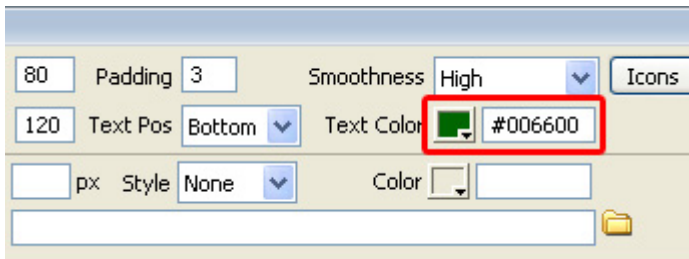 80 Padding 3 Smoothness High Icons
120 Text Pos Bottom Text Color #006600
px Style None Color